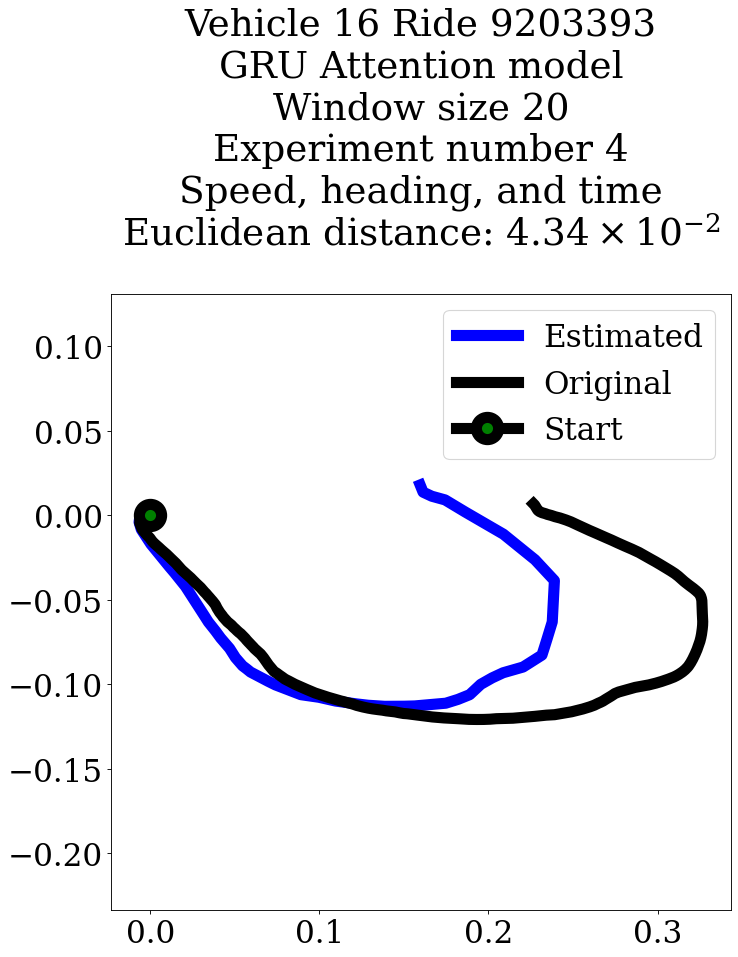 Vehicle 16 Ride 9203393
GRU Attention model
Window size 20
Experiment number 4
Speed, heading, and time
Euclidean distance: 4.34 × 10⁻²
Estimated
Original
Start
0.10
0.05
0.00
−0.05
−0.10
−0.15
−0.20
0.0 0.1 0.2 0.3